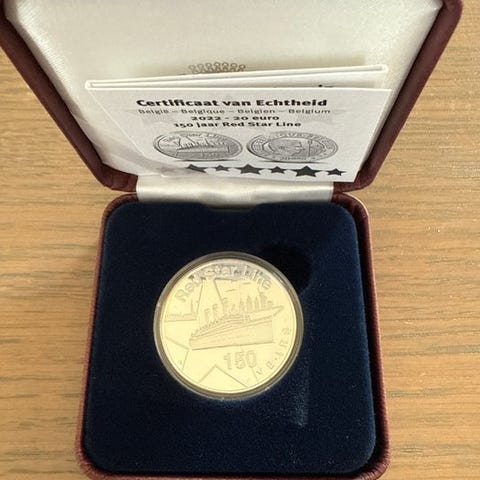 Certificaat van Echtheid
België – Belgique – Belgien – Belgium
2022 - 20 euro
150 jaar Red Star Line
Red Star Line
150
YEARS